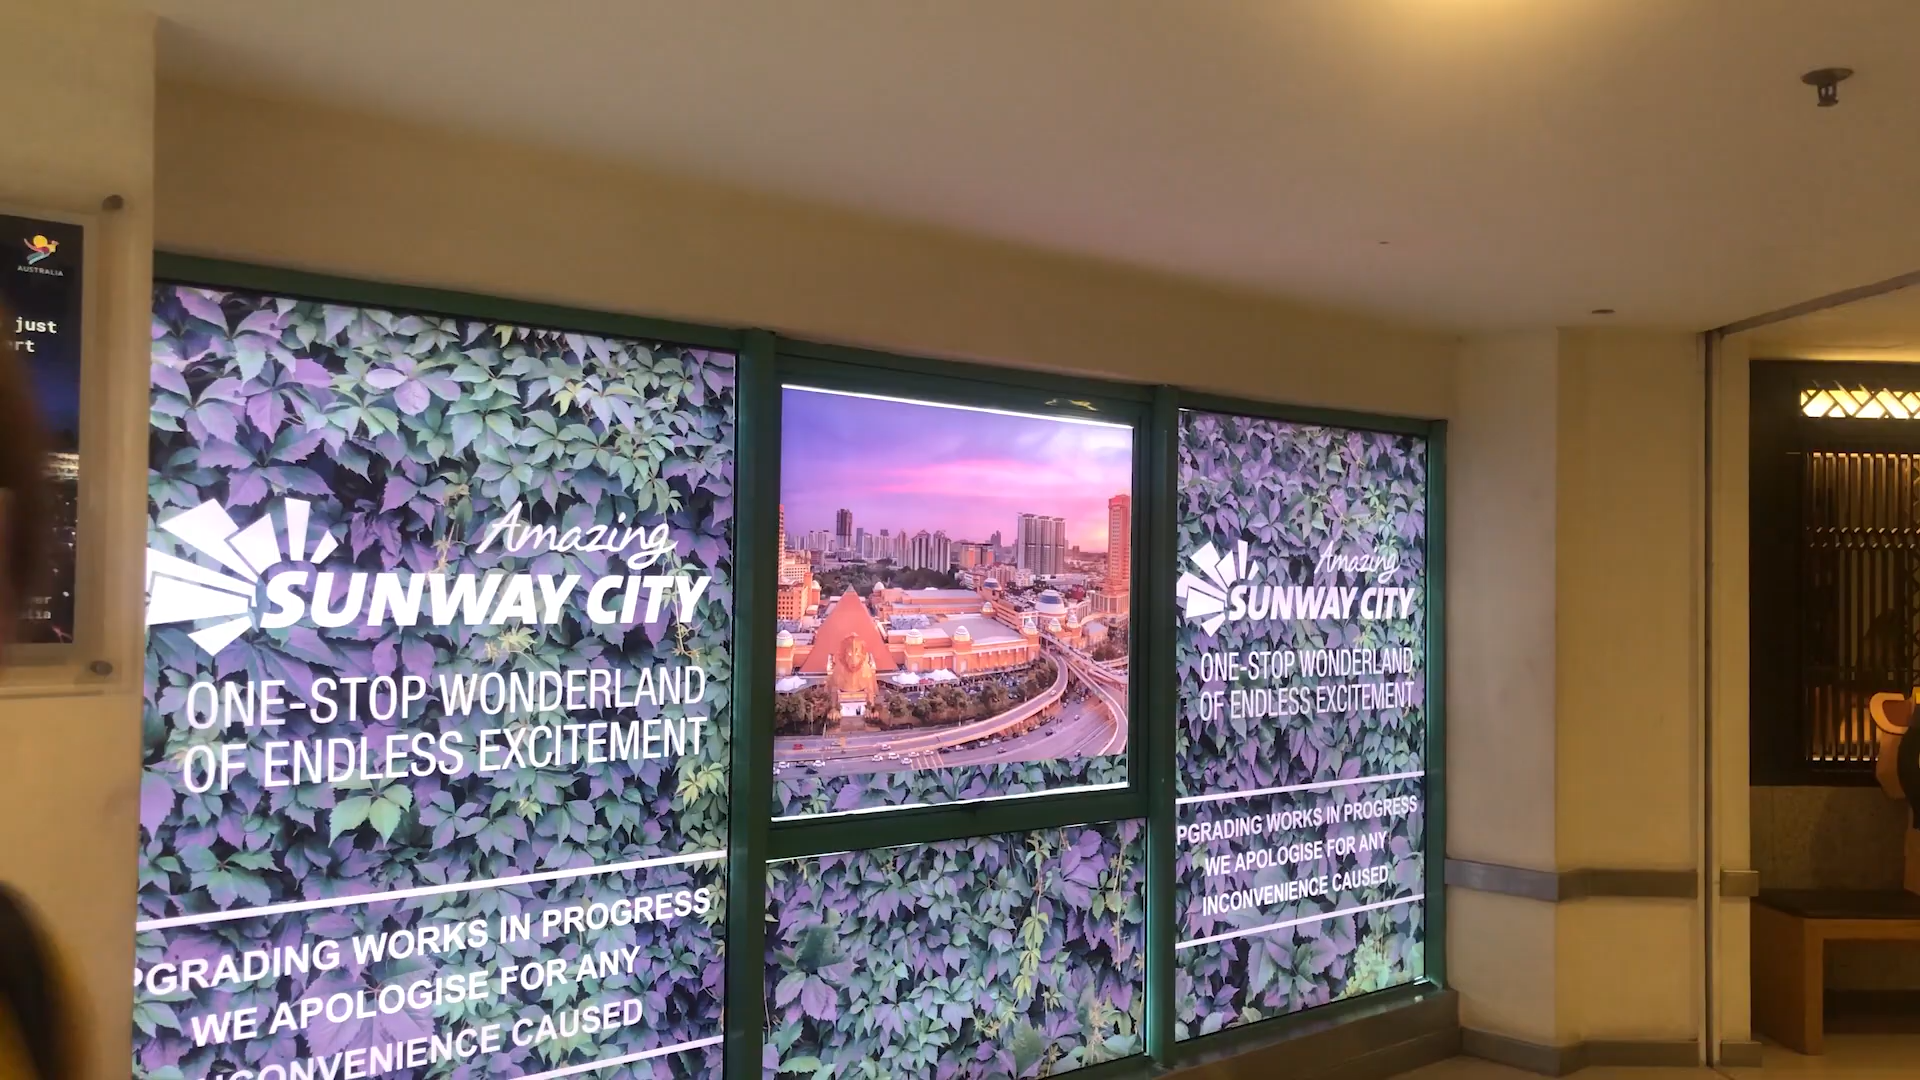 AUSTRALIA
just
Amazing
SUNWAY CITY
ONE-STOP WONDERLAND
OF ENDLESS EXCITEMENT
PGRADING WORKS IN PROGRESS
WE APOLOGISE FOR ANY
INCONVENIENCE CAUSED
Amazing
SUNWAY CITY
ONE-STOP WONDERLAND
OF ENDLESS EXCITEMENT
PGRADING WORKS IN PROGRESS
WE APOLOGISE FOR ANY
INCONVENIENCE CAUSED